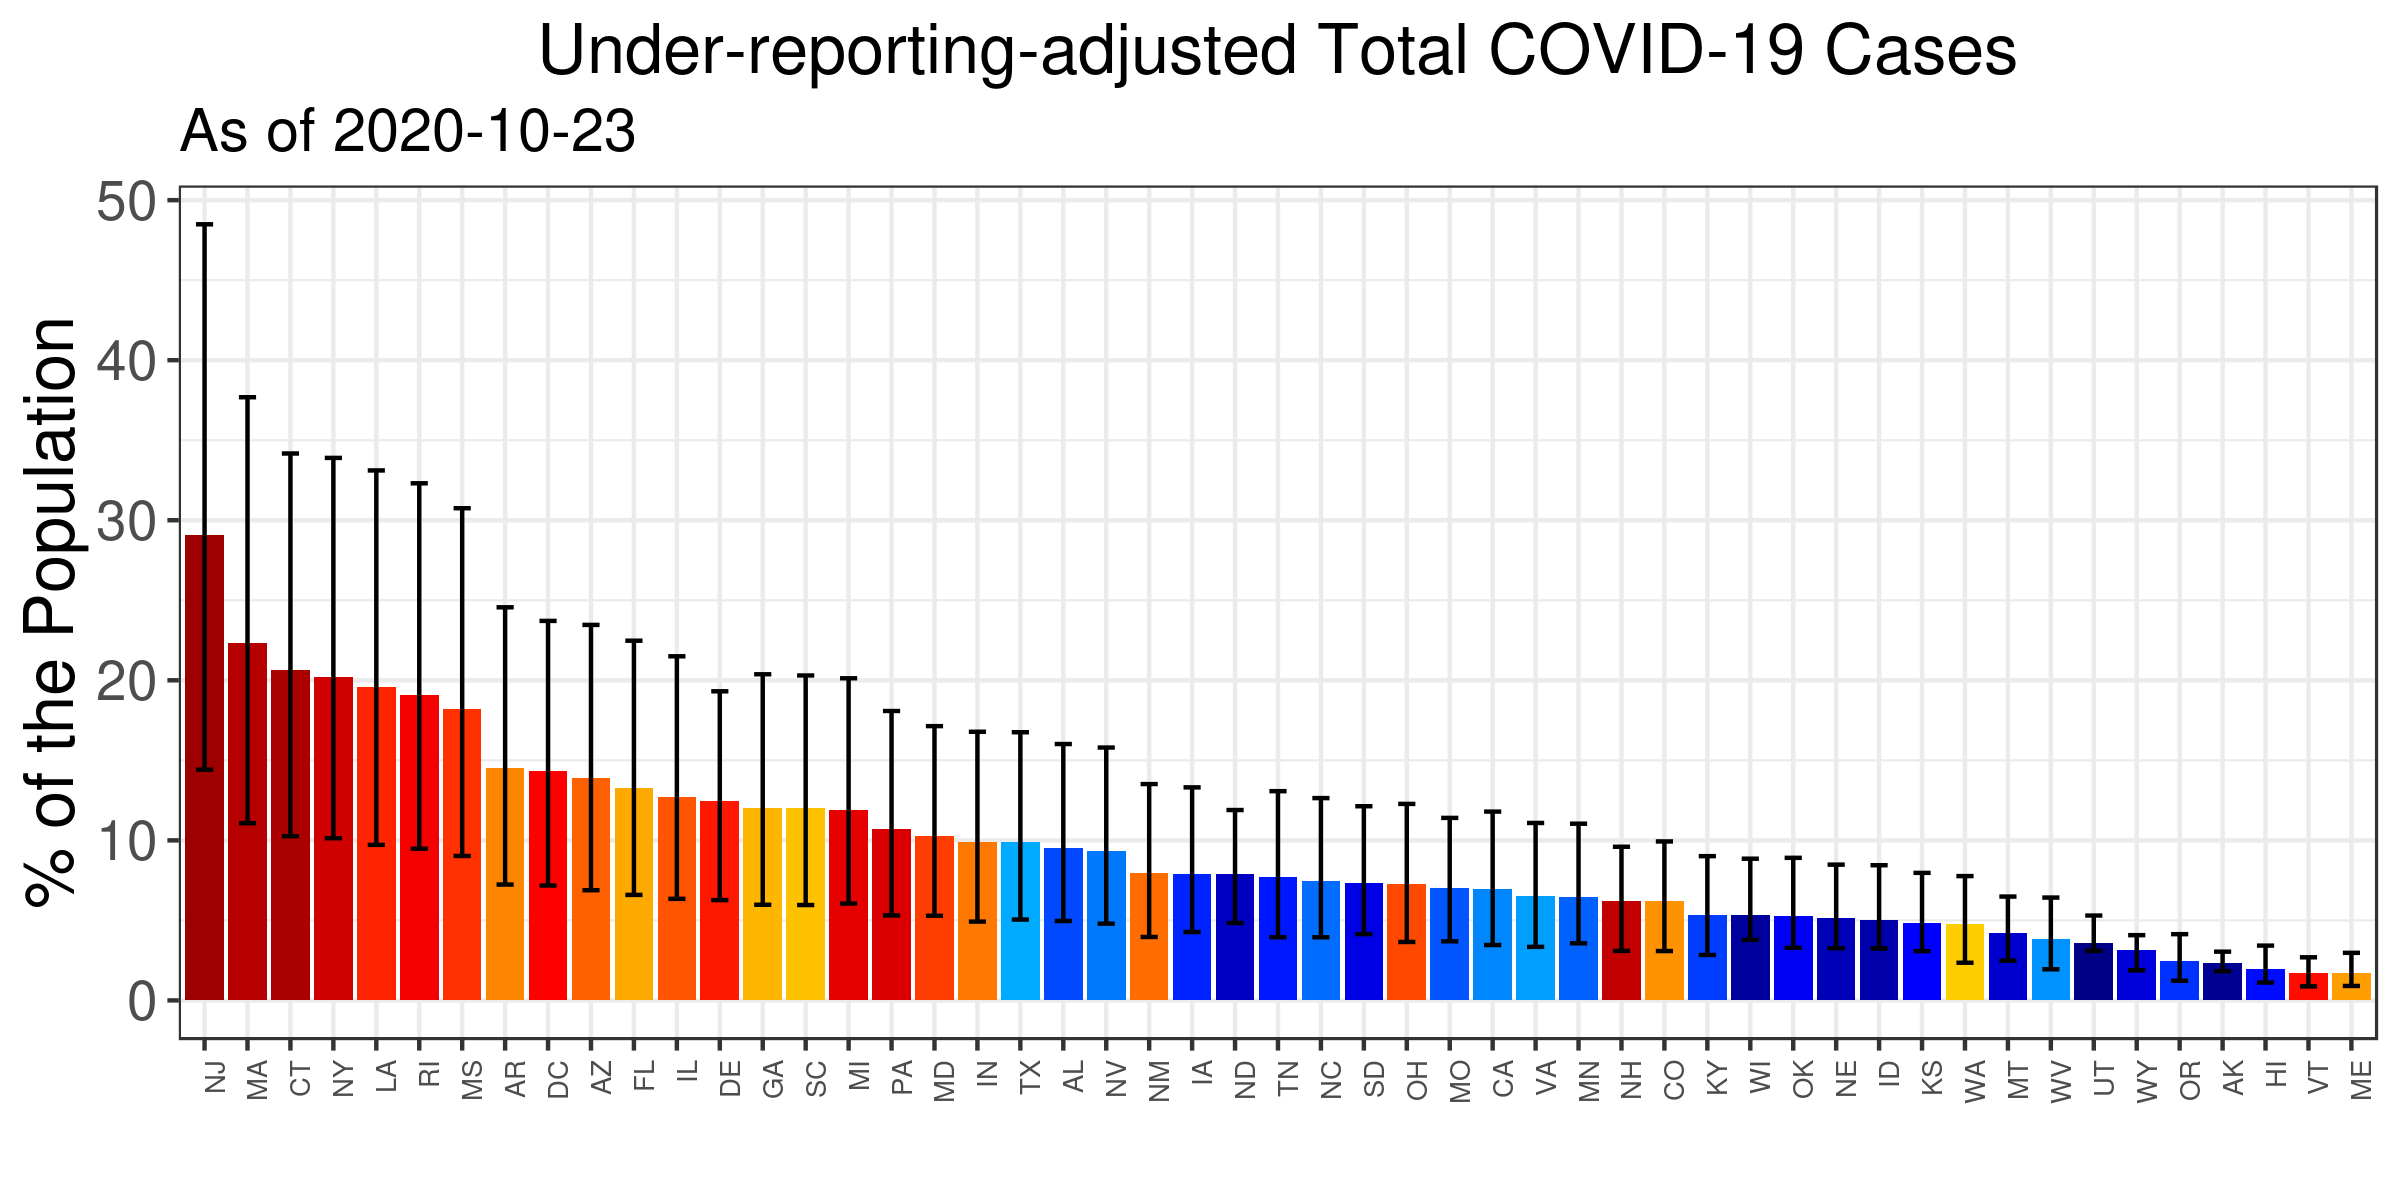 Under-reporting-adjusted Total COVID-19 Cases
As of 2020-10-23
% of the Population
50
40
30
20
10
0
NJ MA CT NY LA RI MS AR DC AZ FL IL DE GA SC MI PA MD IN TX AL NV NM IA ND TN NC SD OH MO CA VA MN NH CO KY WI OK NE ID KS WA MT WV UT WY OR AK HI VT ME